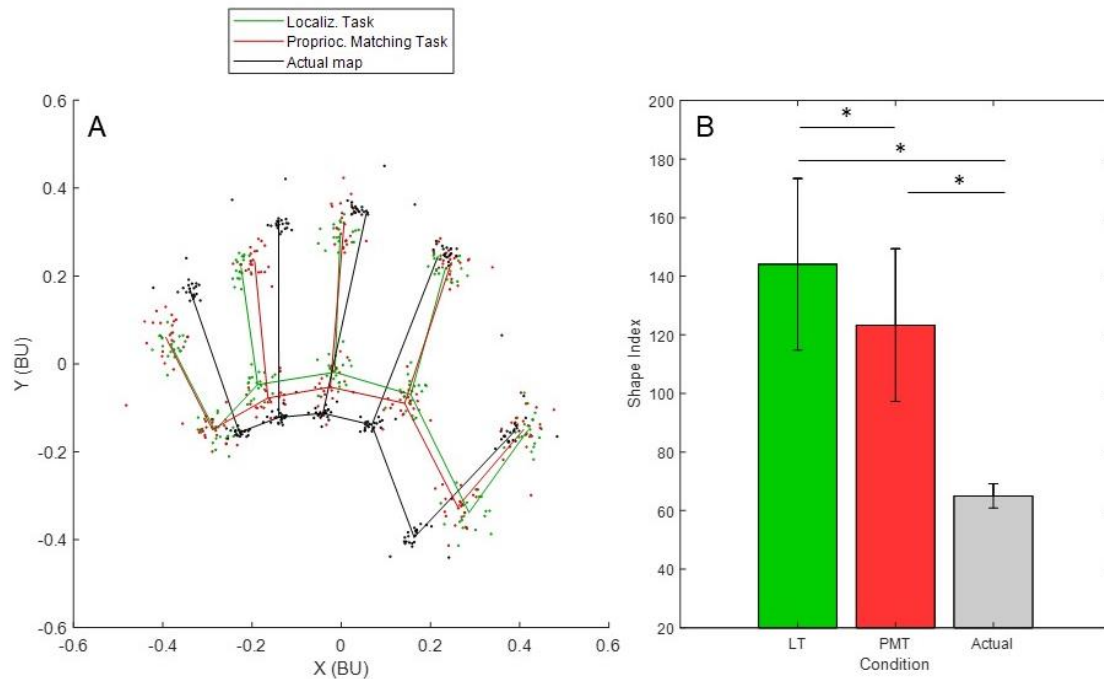 Localiz. Task
Proprioc. Matching Task
Actual map
A
0.6
0.4
0.2
0
-0.2
-0.4
-0.6
Y (BU)
-0.6
-0.4
-0.2
0
0.2
0.4
0.6
X (BU)
B
200
180
160
140
120
100
80
60
40
20
Shape Index
*
*
*
LT
PMT
Actual
Condition